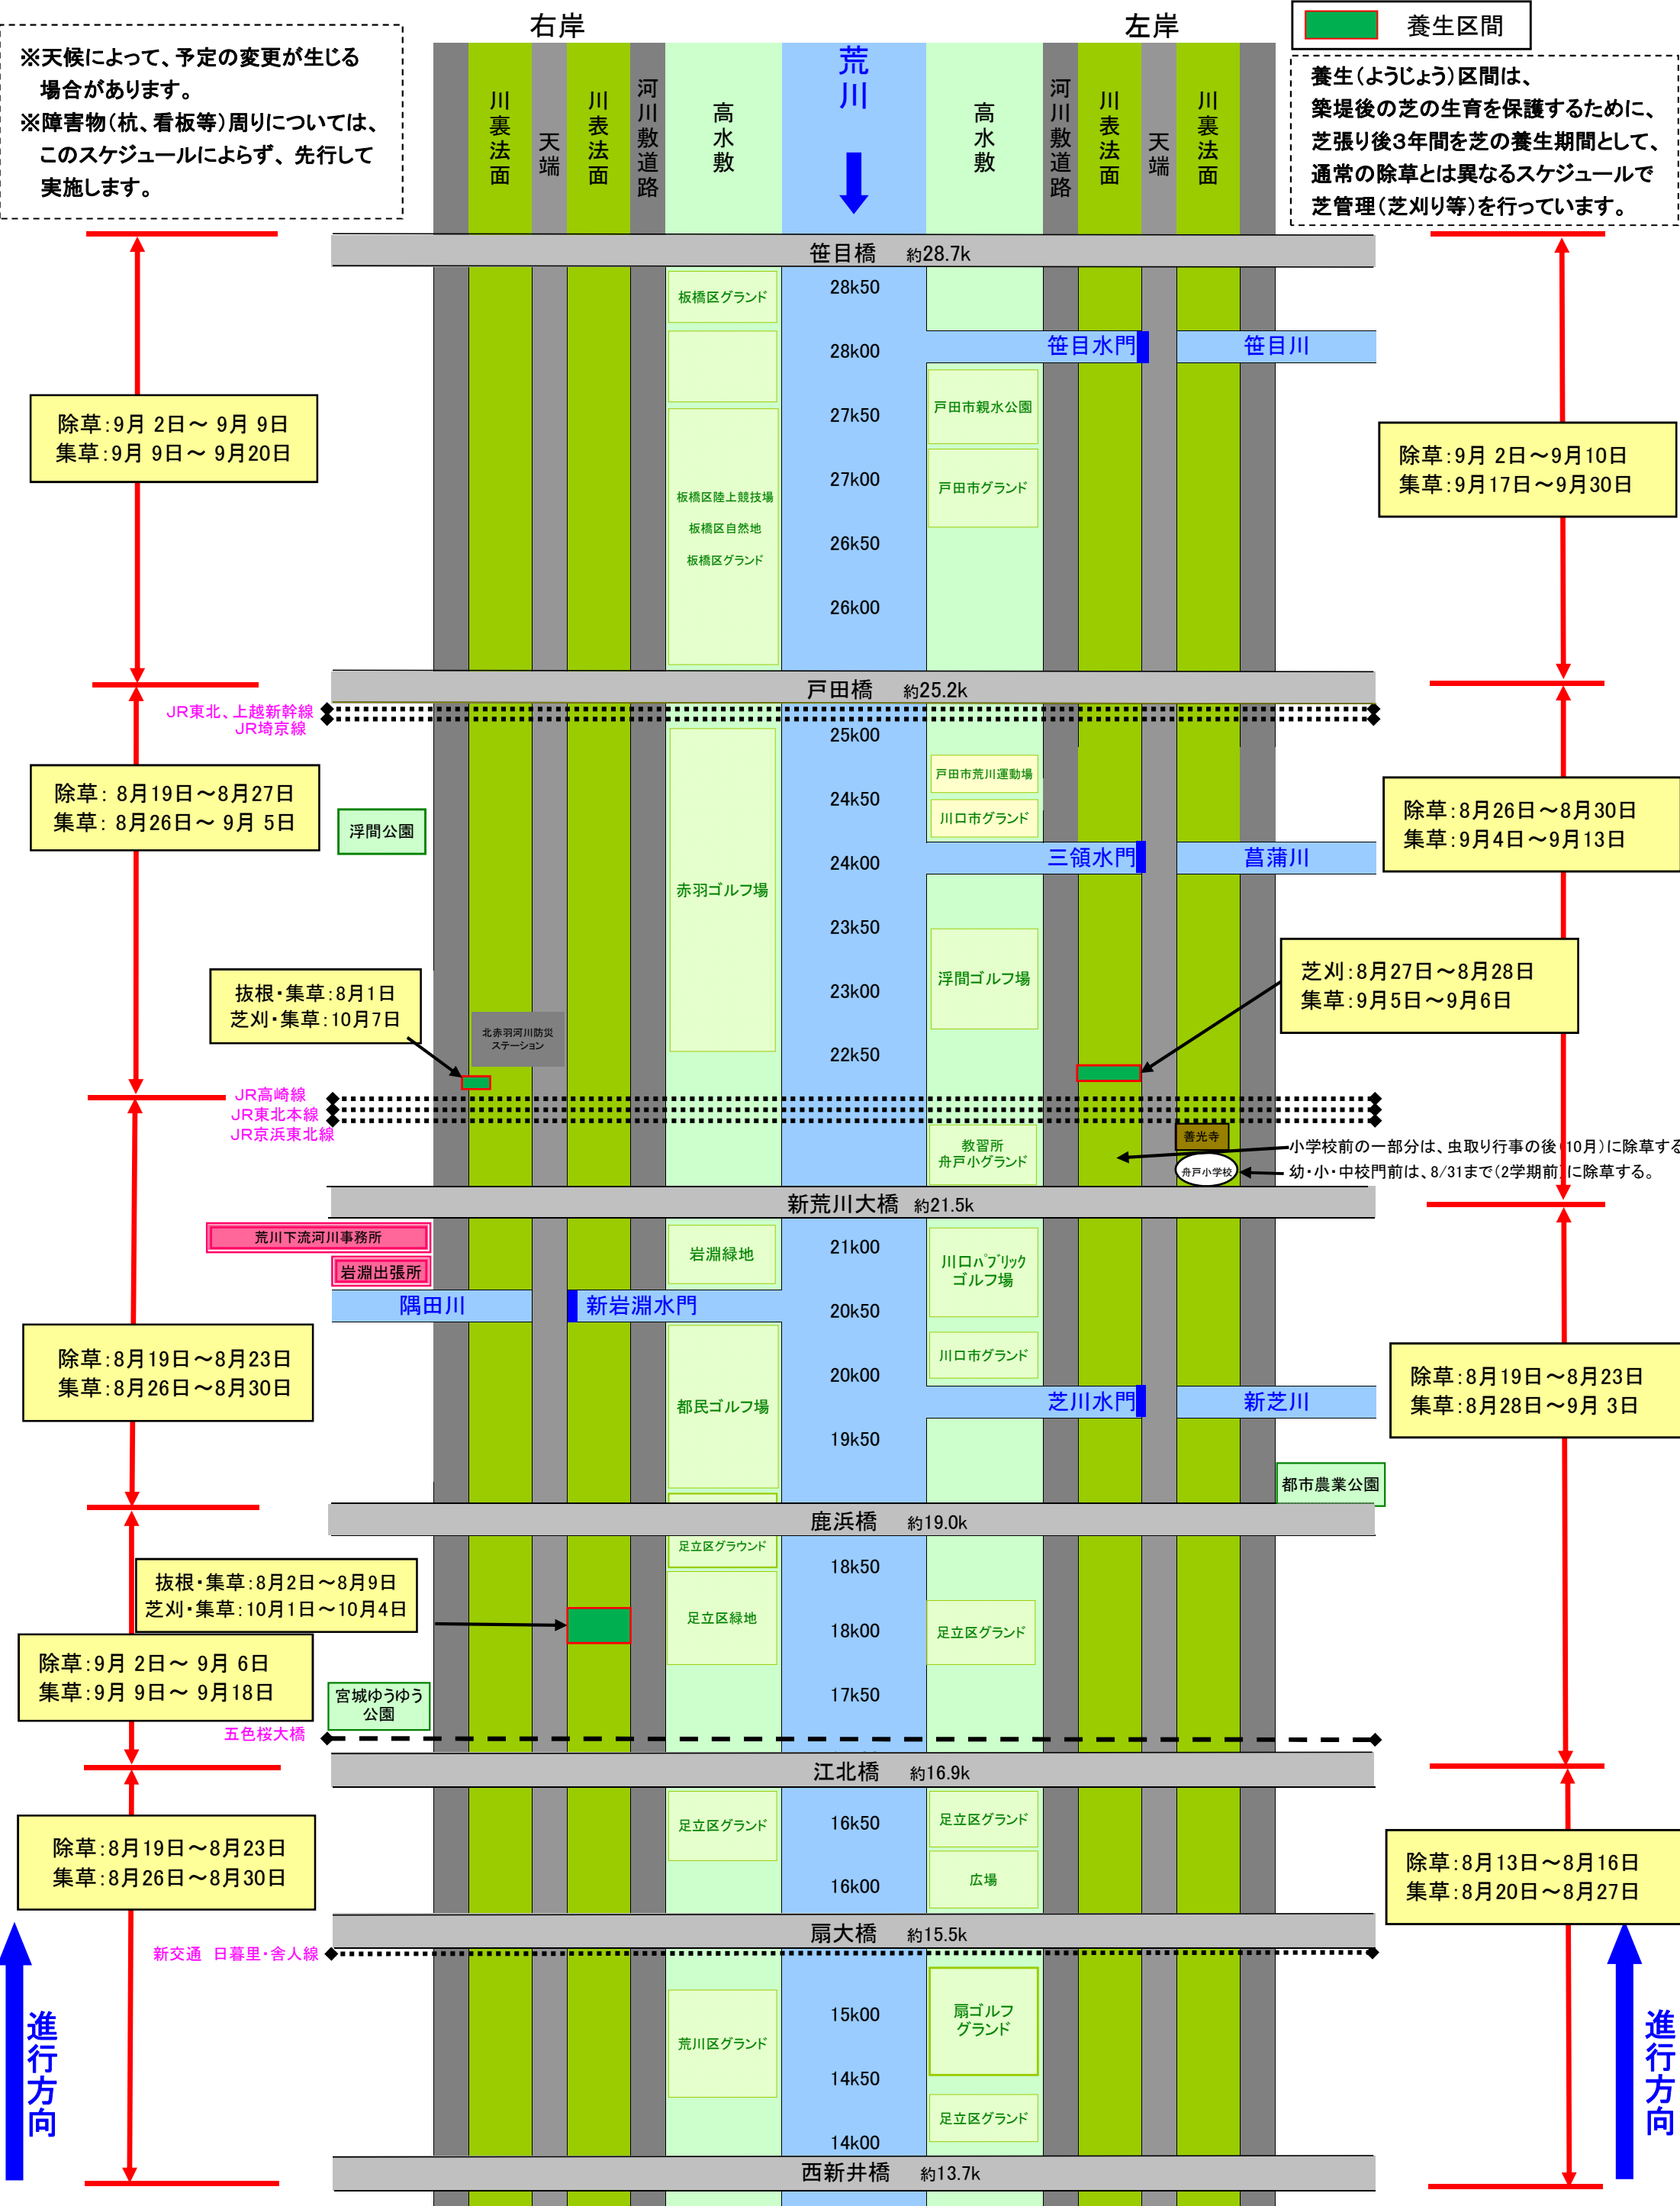 右岸
左岸
養生区間
※天候によって、予定の変更が生じる
場合があります。
※障害物(杭、看板等)周りについては、
このスケジュールによらず、先行して
実施します。
養生(ようじょう)区間は、
築堤後の芝の生育を保護するために、
芝張り後3年間を芝の養生期間として、
通常の除草とは異なるスケジュールで
芝管理(芝刈り等)を行っています。
川裏法面
天端
川表法面
河川敷道路
高水敷
荒川
高水敷
河川敷道路
川表法面
天端
川裏法面
笹目橋 約28.7k
板橋区グランド
28k50
28k00
笹目水門
笹目川
27k50
戸田市親水公園
除草:9月 2日～ 9月 9日
集草:9月 9日～ 9月20日
除草:9月 2日～9月10日
集草:9月17日～9月30日
27k00
戸田市グランド
板橋区陸上競技場
板橋区自然地
板橋区グランド
26k50
26k00
戸田橋 約25.2k
JR東北、上越新幹線
JR埼京線
25k00
戸田市荒川運動場
24k50
川口市グランド
除草: 8月19日～8月27日
集草: 8月26日～ 9月 5日
浮間公園
除草:8月26日～8月30日
集草:9月4日～9月13日
24k00
三領水門
菖蒲川
赤羽ゴルフ場
23k50
浮間ゴルフ場
23k00
抜根・集草:8月1日
芝刈・集草:10月7日
芝刈:8月27日～8月28日
集草:9月5日～9月6日
北赤羽河川防災
ステーション
22k50
JR高崎線
JR東北本線
JR京浜東北線
教習所
舟戸小グランド
善光寺
舟戸小学校
小学校前の一部分は、虫取り行事の後(10月)に除草する
幼・小・中校門前は、8/31まで(2学期前)に除草する。
新荒川大橋 約21.5k
荒川下流河川事務所
岩淵出張所
岩淵緑地
21k00
川口パブリック
ゴルフ場
隅田川
新岩淵水門
20k50
川口市グランド
20k00
除草:8月19日～8月23日
集草:8月26日～8月30日
除草:8月19日～8月23日
集草:8月28日～9月 3日
都民ゴルフ場
芝川水門
新芝川
19k50
都市農業公園
鹿浜橋 約19.0k
足立区グラウンド
18k50
抜根・集草:8月2日～8月9日
芝刈・集草:10月1日～10月4日
足立区緑地
18k00
足立区グランド
除草:9月 2日～ 9月 6日
集草:9月 9日～ 9月18日
宮城ゆうゆう
公園
17k50
五色桜大橋
江北橋 約16.9k
足立区グランド
16k50
足立区グランド
除草:8月19日～8月23日
集草:8月26日～8月30日
除草:8月13日～8月16日
集草:8月20日～8月27日
16k00
広場
扇大橋 約15.5k
新交通 日暮里・舎人線
15k00
扇ゴルフ
グランド
荒川区グランド
14k50
足立区グランド
14k00
進行方向
進行方向
西新井橋 約13.7k